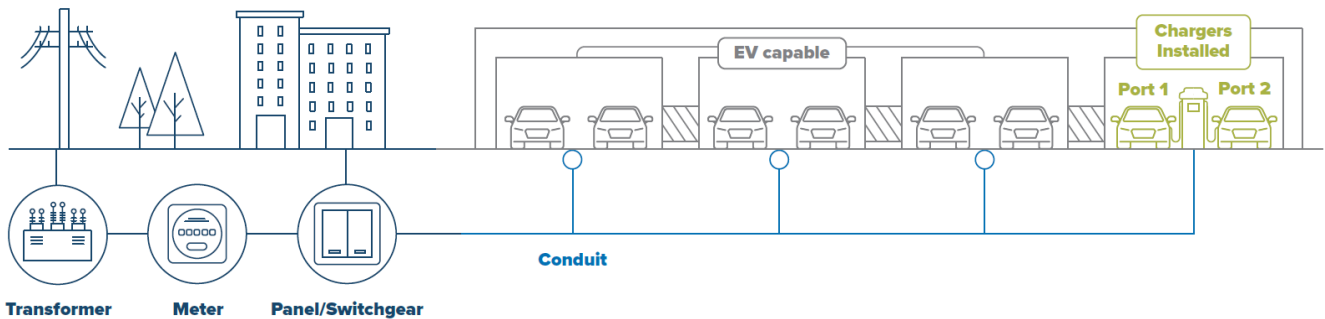 EV capable
Chargers
Installed
Port 1
Port 2
Conduit
Transformer
Meter
Panel/Switchgear